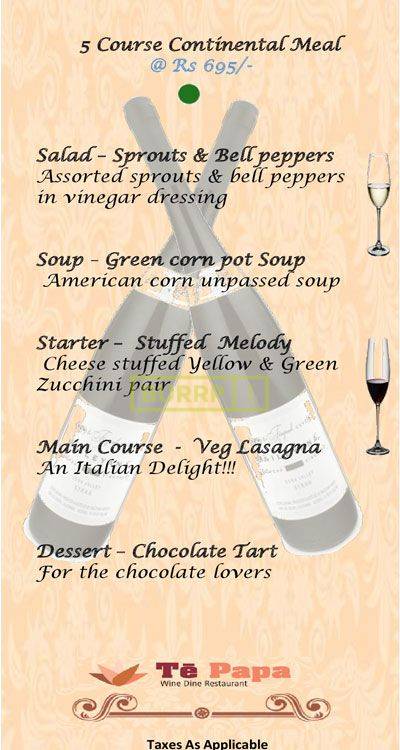 5 Course Continental Meal
@ Rs 695/-
Salad – Sprouts & Bell peppers
Assorted sprouts & bell peppers
in vinegar dressing
Soup – Green corn pot Soup
American corn unpassed soup
Starter – Stuffed Melody
Cheese stuffed Yellow & Green
Zucchini pair
BURRP!
Main Course - Veg Lasagna
An Italian Delight!!!
Dessert – Chocolate Tart
For the chocolate lovers
Tē Papa
Wine Dine Restaurant
Taxes As Applicable